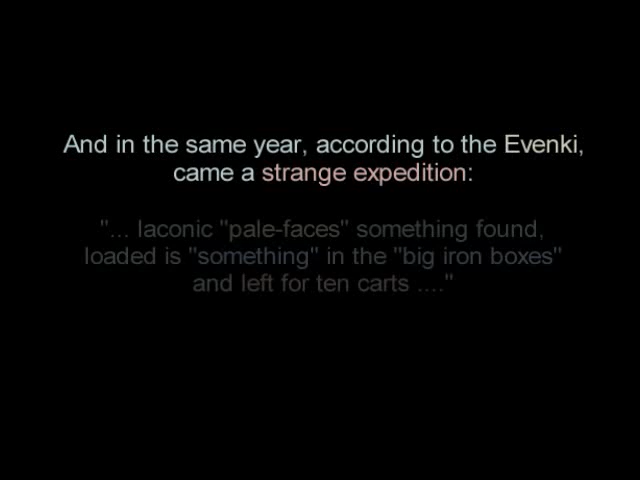 And in the same year, according to the Evenki,
came a strange expedition:
"... laconic "pale-faces" something found,
loaded is "something" in the "big iron boxes"
and left for ten carts ...."